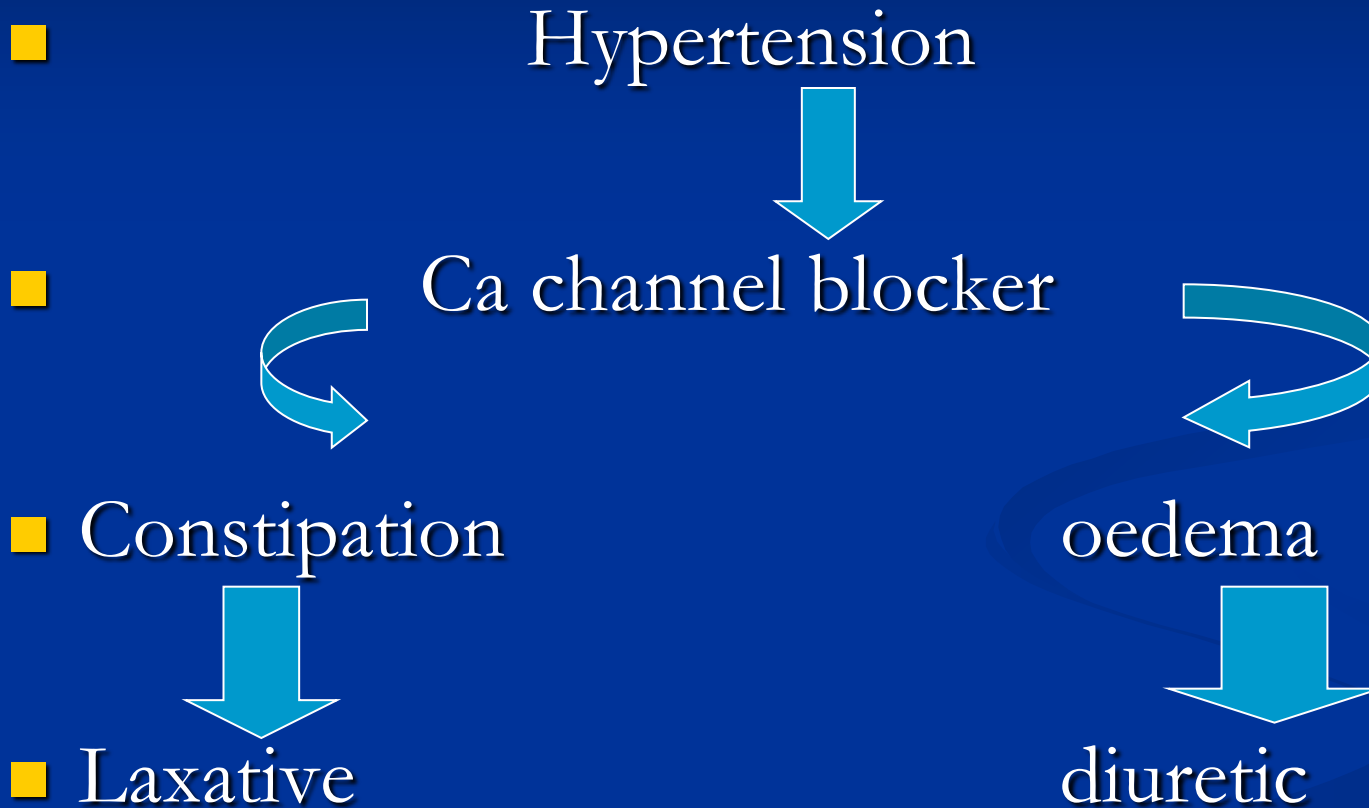 Hypertension
Ca channel blocker
Constipation oedema
Laxative diuretic